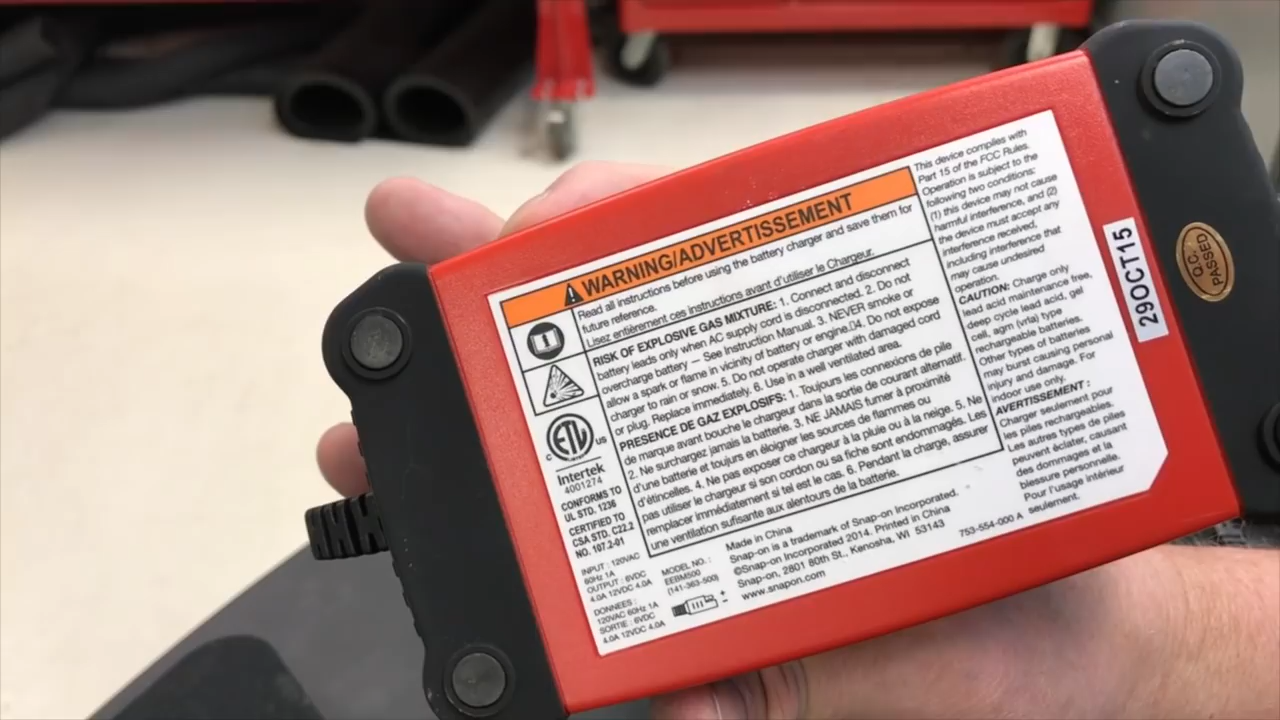 WARNING/ADVERTISSEMENT
Read all instructions before using the battery charger and save them for
future reference.
Lisez entièrement ces instructions avant d'utiliser le Chargeur.
RISK OF EXPLOSIVE GAS MIXTURE: 1. Connect and disconnect
battery leads only when AC supply cord is disconnected. 2. Do not
overcharge battery — See Instruction Manual. 3. NEVER smoke or
allow a spark or flame in vicinity of battery or engine.□4. Do not expose
charger to rain or snow. 5. Do not operate charger with damaged cord
or plug. Replace immediately. 6. Use in a well ventilated area.
PRESENCE DE GAZ EXPLOSIFS: 1. Toujours les connexions de pile
de marque avant bouche le chargeur dans la sortie de courant alternatif.
2. Ne surchargez jamais la batterie. 3. NE JAMAIS fumer à proximité
d'une batterie et toujurs en éloigner les sources de flammes ou
d'étincelles. 4. Ne pas exposer ce chargeur à la pluie ou à la neige. 5. Ne
pas utiliser le chargeur si son cordon ou sa fiche sont endommagés. Les
remplacer immédiatement si tel est le cas. 6. Pendant la charge, assurer
une ventilation sufisante aux alentours de la batterie.
ETL
C US
Intertek
4001274
CONFORMS TO
UL STD. 1236
CERTIFIED TO
CSA STD. C22.2
NO. 107.2-01
INPUT : 120VAC
60Hz 1A
OUTPUT : 6VDC
4.0A 12VDC 4.0A
DONNEES :
120VAC 60Hz 1A
SORTIE : 6VDC
4.0A 12VDC 4.0A
MODEL NO. :
EEBM500
(141-363-500)
Made in China
Snap-on is a trademark of Snap-on Incorporated.
©Snap-on Incorporated 2014. Printed in China
Snap-on, 2801 80th St., Kenosha, WI 53143
www.snapon.com
753-554-000 A
This device complies with
Part 15 of the FCC Rules.
Operation is subject to the
following two conditions:
(1) this device may not cause
harmful interference, and (2)
the device must accept any
interference received,
including interference that
may cause undesired
operation.
CAUTION: Charge only
lead acid maintenance free,
deep cycle lead acid, gel
cell, agm (vrla) type
rechargeable batteries.
Other types of batteries
may burst causing personal
injury and damage. For
indoor use only.
AVERTISSEMENT :
Charger seulement pour
les piles rechargeables.
Les autres types de piles
peuvent éclater, causant
des dommages et la
blessure personnelle.
Pour l'usage intérieur
seulement.
29OCT15
Q.C.
PASSED